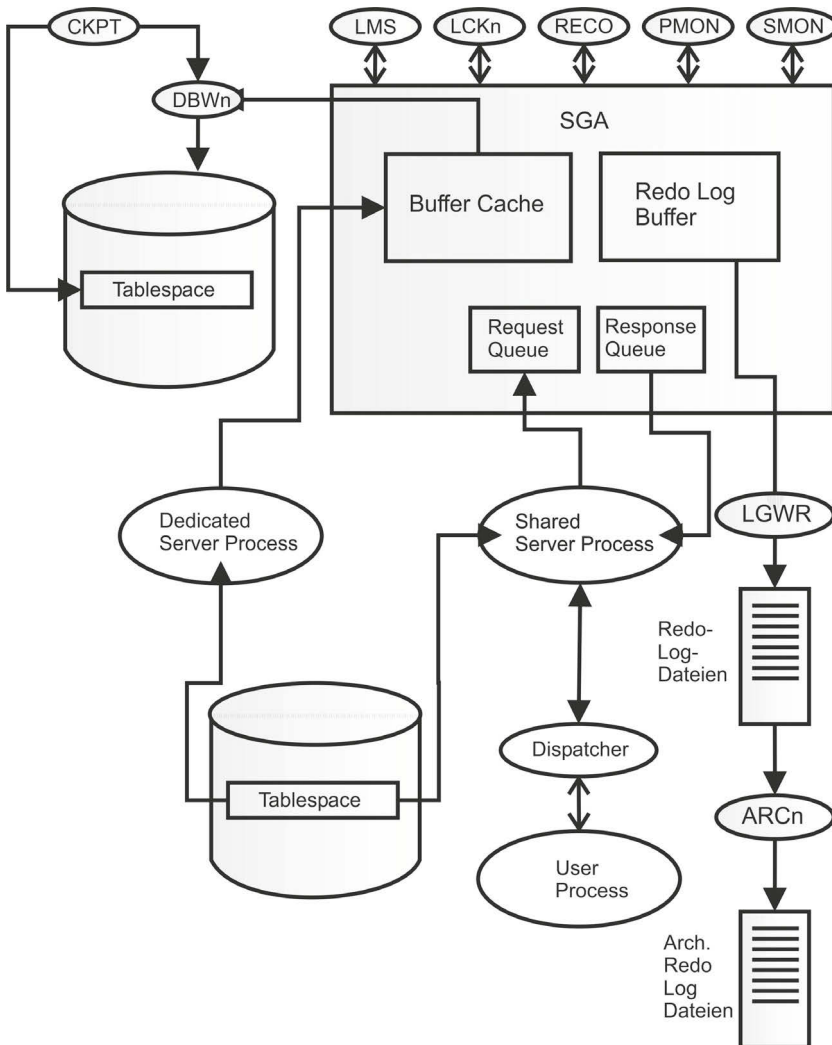 CKPT
LMS
LCKn
RECO
PMON
SMON
DBWn
SGA
Buffer Cache
Redo Log
Buffer
Tablespace
Request
Queue
Response
Queue
Dedicated
Server Process
Shared
Server Process
LGWR
Redo-
Log-
Dateien
Dispatcher
Tablespace
ARCn
User
Process
Arch.
Redo
Log
Dateien